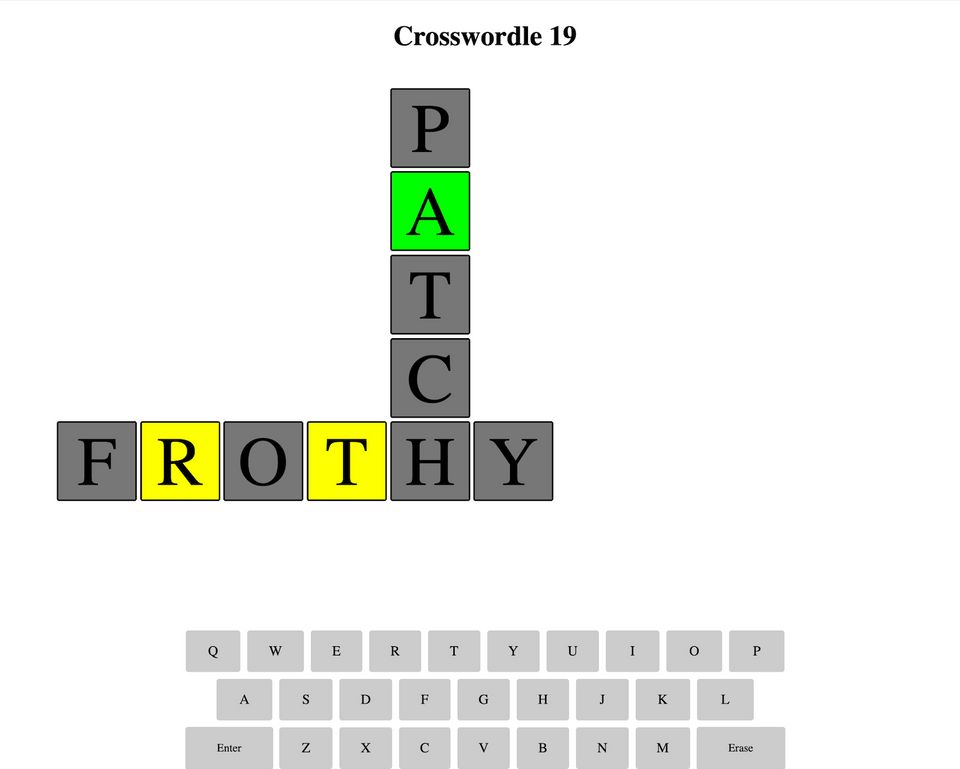 Crosswordle 19
P
A
T
C
F R O T H Y
Q W E R T Y U I O P
A S D F G H J K L
Enter Z X C V B N M Erase